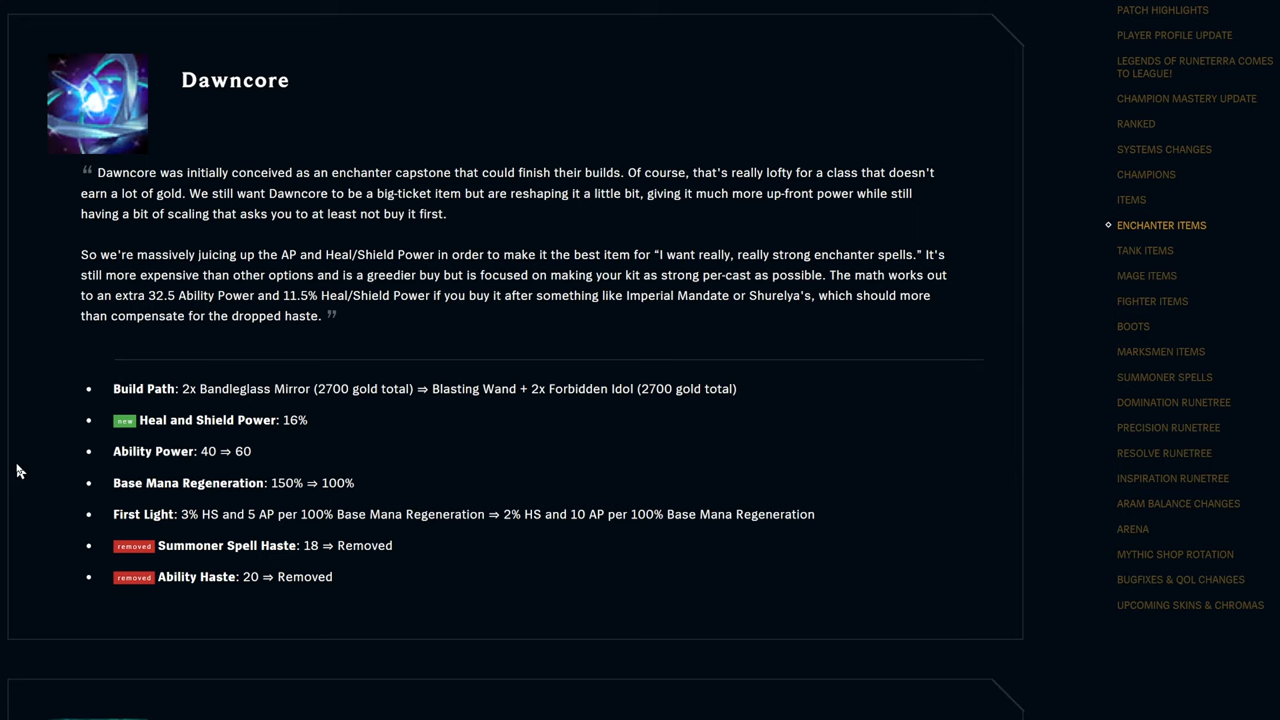 Dawncore
“ Dawncore was initially conceived as an enchanter capstone that could finish their builds. Of course, that's really lofty for a class that doesn't
earn a lot of gold. We still want Dawncore to be a big-ticket item but are reshaping it a little bit, giving it much more up-front power while still
having a bit of scaling that asks you to at least not buy it first.
So we're massively juicing up the AP and Heal/Shield Power in order to make it the best item for “I want really, really strong enchanter spells.” It's
still more expensive than other options and is a greedier buy but is focused on making your kit as strong per-cast as possible. The math works out
to an extra 32.5 Ability Power and 11.5% Heal/Shield Power if you buy it after something like Imperial Mandate or Shurelya's, which should more
than compensate for the dropped haste. ”
• Build Path: 2x Bandleglass Mirror (2700 gold total) ⇒ Blasting Wand + 2x Forbidden Idol (2700 gold total)
• new Heal and Shield Power: 16%
• Ability Power: 40 ⇒ 60
• Base Mana Regeneration: 150% ⇒ 100%
• First Light: 3% HS and 5 AP per 100% Base Mana Regeneration ⇒ 2% HS and 10 AP per 100% Base Mana Regeneration
• removed Summoner Spell Haste: 18 ⇒ Removed
• removed Ability Haste: 20 ⇒ Removed
PATCH HIGHLIGHTS
PLAYER PROFILE UPDATE
LEGENDS OF RUNETERRA COMES
TO LEAGUE!
CHAMPION MASTERY UPDATE
RANKED
SYSTEMS CHANGES
CHAMPIONS
ITEMS
ENCHANTER ITEMS
TANK ITEMS
MAGE ITEMS
FIGHTER ITEMS
BOOTS
MARKSMEN ITEMS
SUMMONER SPELLS
DOMINATION RUNETREE
PRECISION RUNETREE
RESOLVE RUNETREE
INSPIRATION RUNETREE
ARAM BALANCE CHANGES
ARENA
MYTHIC SHOP ROTATION
BUGFIXES & QOL CHANGES
UPCOMING SKINS & CHROMAS